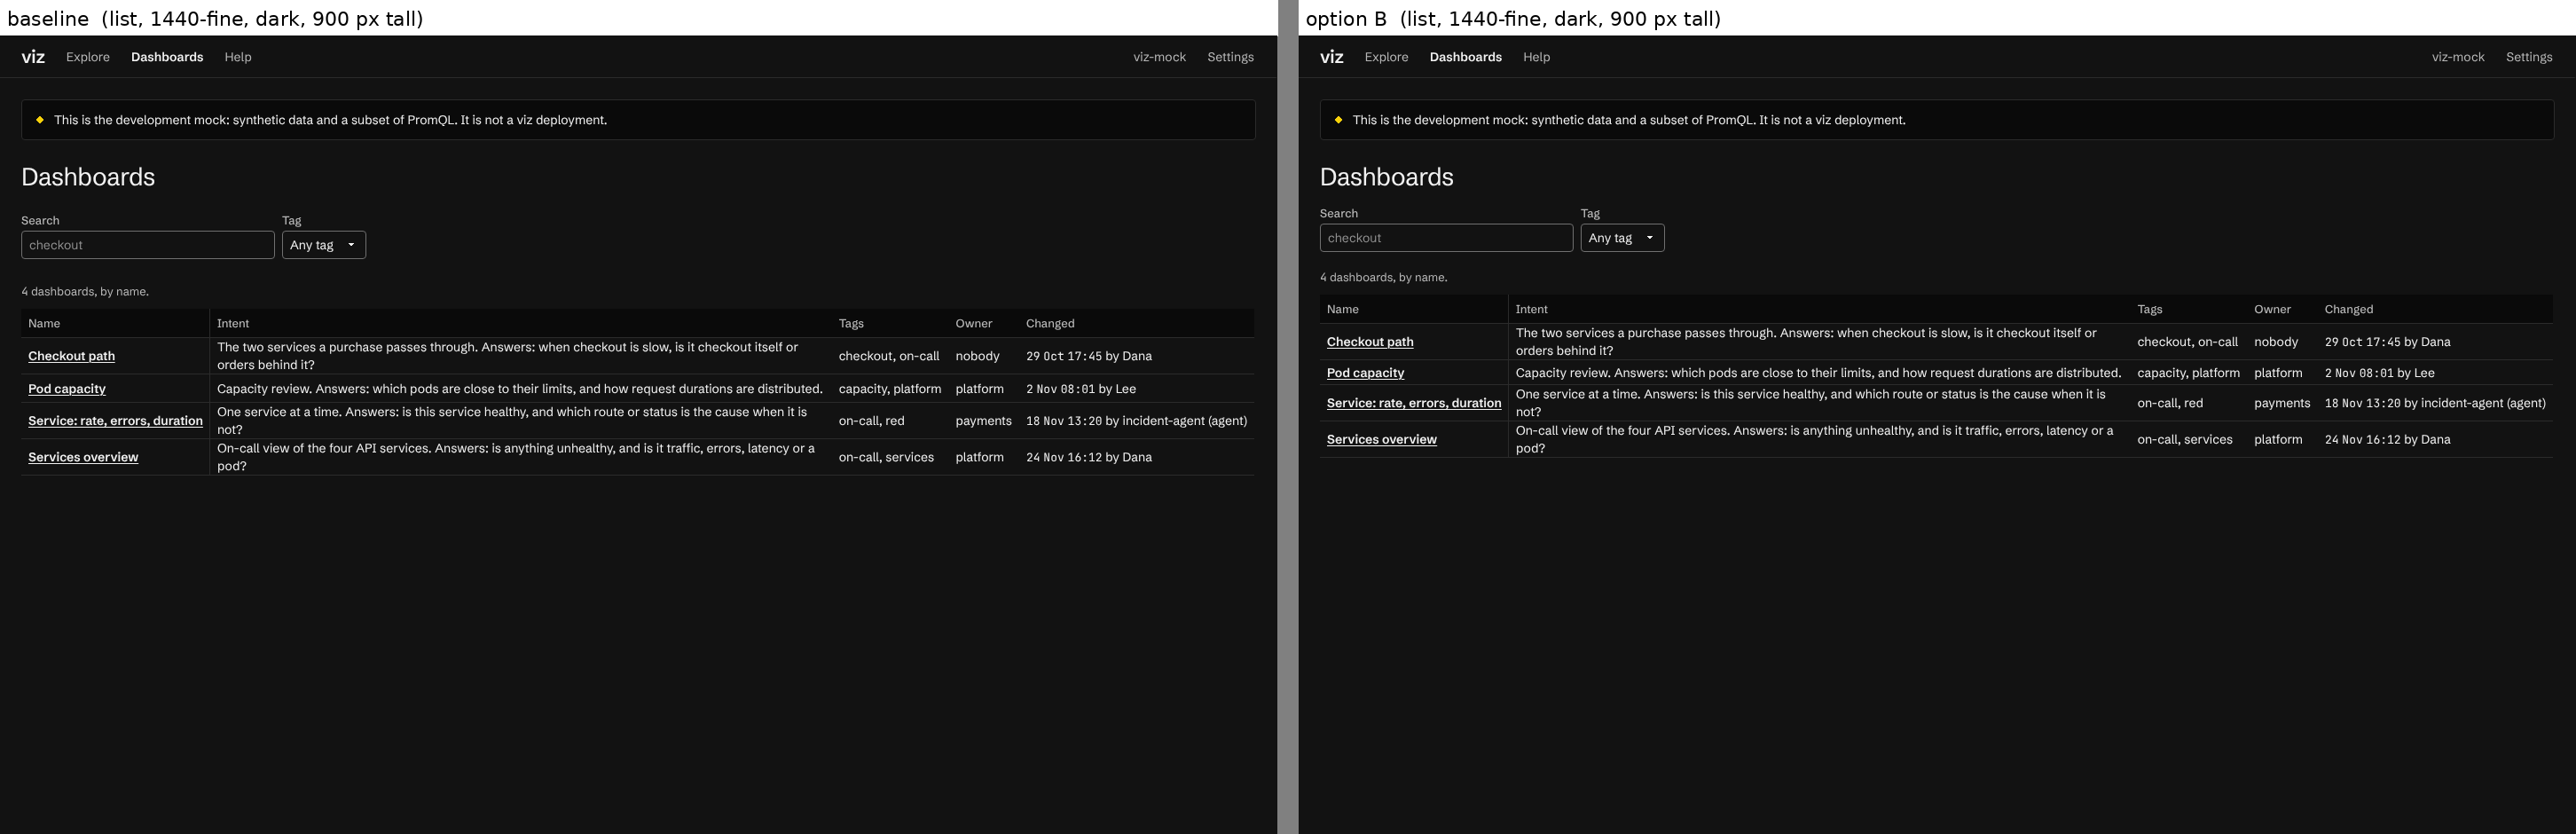 baseline (list, 1440-fine, dark, 900 px tall)
viz Explore Dashboards Help viz-mock Settings
This is the development mock: synthetic data and a subset of PromQL. It is not a viz deployment.
Dashboards
Search Tag
checkout Any tag
4 dashboards, by name.
Name Intent Tags Owner Changed
Checkout path The two services a purchase passes through. Answers: when checkout is slow, is it checkout itself or
orders behind it? checkout, on-call nobody 29 Oct 17:45 by Dana
Pod capacity Capacity review. Answers: which pods are close to their limits, and how request durations are distributed. capacity, platform platform 2 Nov 08:01 by Lee
Service: rate, errors, duration One service at a time. Answers: is this service healthy, and which route or status is the cause when it is
not? on-call, red payments 18 Nov 13:20 by incident-agent (agent)
Services overview On-call view of the four API services. Answers: is anything unhealthy, and is it traffic, errors, latency or a
pod? on-call, services platform 24 Nov 16:12 by Dana
option B (list, 1440-fine, dark, 900 px tall)
viz Explore Dashboards Help viz-mock Settings
This is the development mock: synthetic data and a subset of PromQL. It is not a viz deployment.
Dashboards
Search Tag
checkout Any tag
4 dashboards, by name.
Name Intent Tags Owner Changed
Checkout path The two services a purchase passes through. Answers: when checkout is slow, is it checkout itself or
orders behind it? checkout, on-call nobody 29 Oct 17:45 by Dana
Pod capacity Capacity review. Answers: which pods are close to their limits, and how request durations are distributed. capacity, platform platform 2 Nov 08:01 by Lee
Service: rate, errors, duration One service at a time. Answers: is this service healthy, and which route or status is the cause when it is
not? on-call, red payments 18 Nov 13:20 by incident-agent (agent)
Services overview On-call view of the four API services. Answers: is anything unhealthy, and is it traffic, errors, latency or a
pod? on-call, services platform 24 Nov 16:12 by Dana